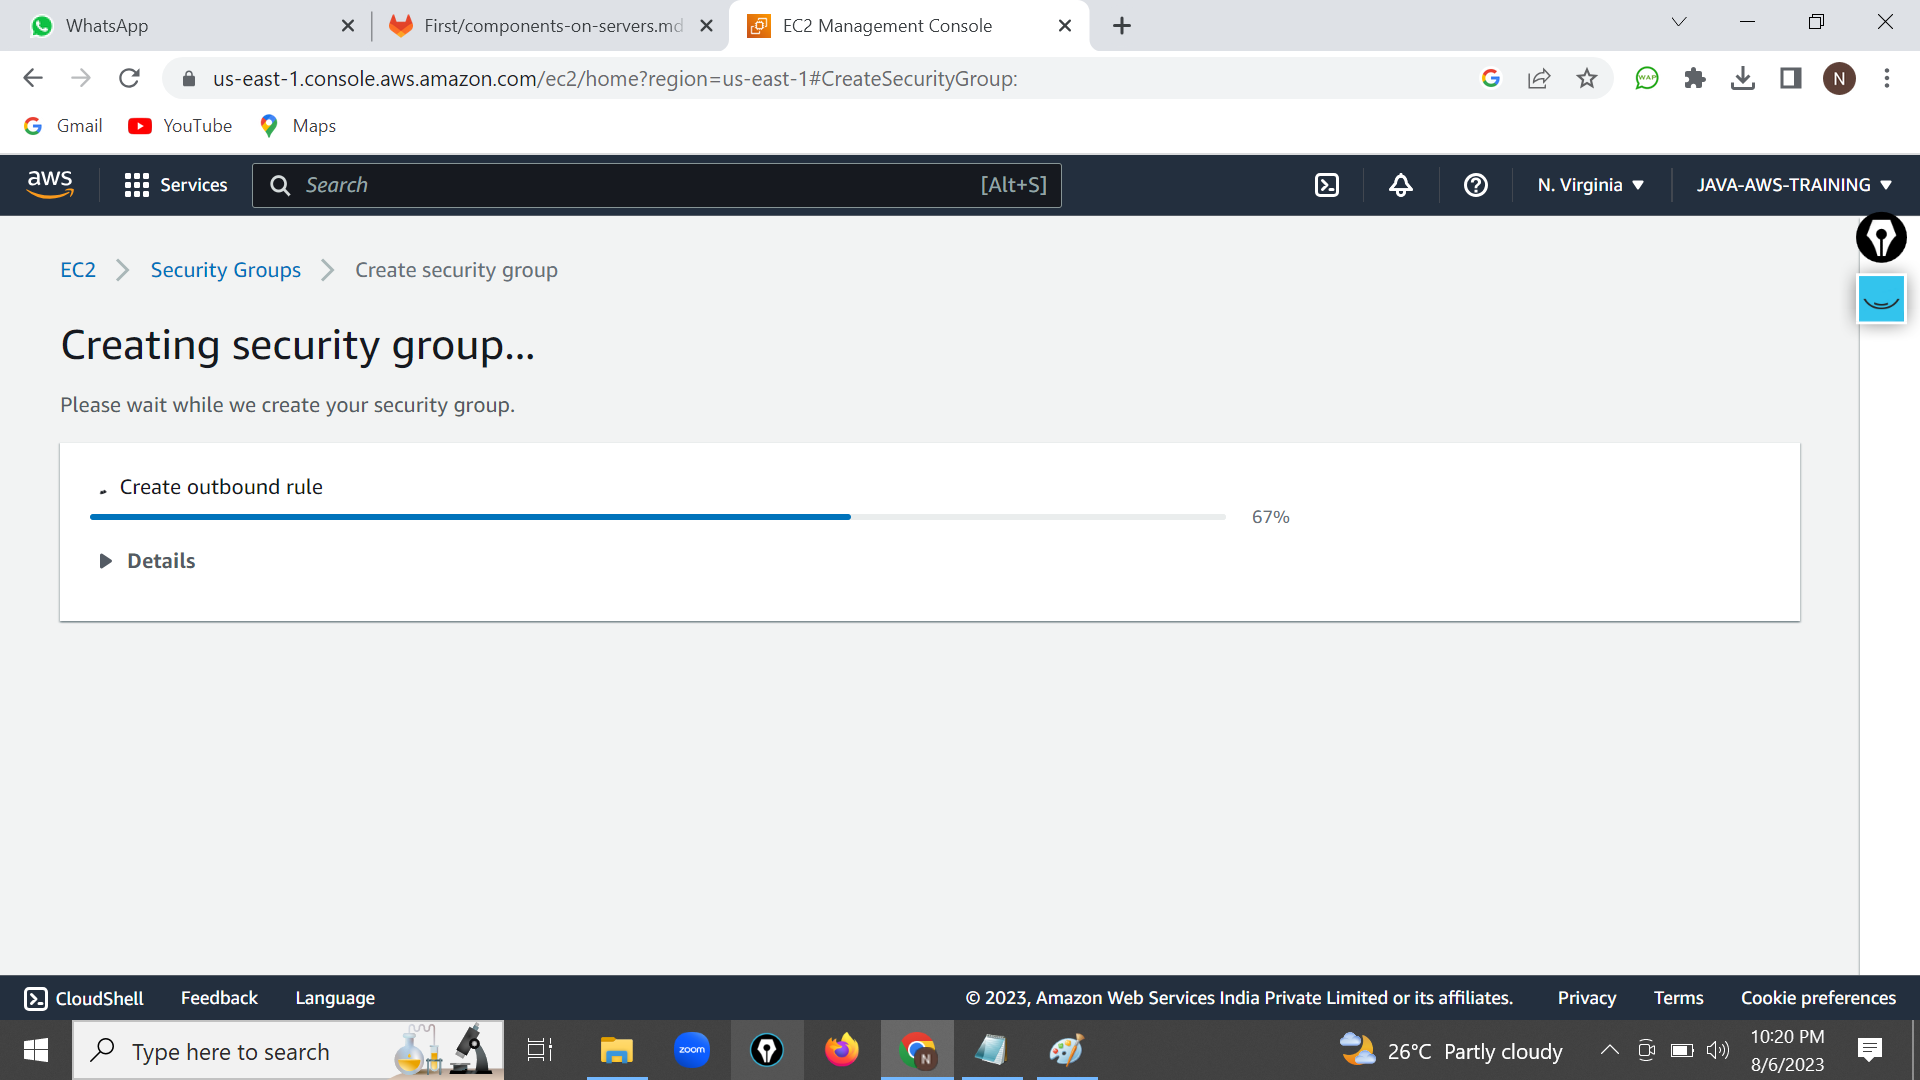 WhatsApp
First/components-on-servers.md
EC2 Management Console
us-east-1.console.aws.amazon.com/ec2/home?region=us-east-1#CreateSecurityGroup:
WAP
N
Gmail
YouTube
Maps
aws
Services
Search
[Alt+S]
N. Virginia
JAVA-AWS-TRAINING
EC2
Security Groups
Create security group
Creating security group...
Please wait while we create your security group.
Create outbound rule
67%
Details
CloudShell
Feedback
Language
© 2023, Amazon Web Services India Private Limited or its affiliates.
Privacy
Terms
Cookie preferences
Type here to search
zoom
N
26°C Partly cloudy
10:20 PM
8/6/2023